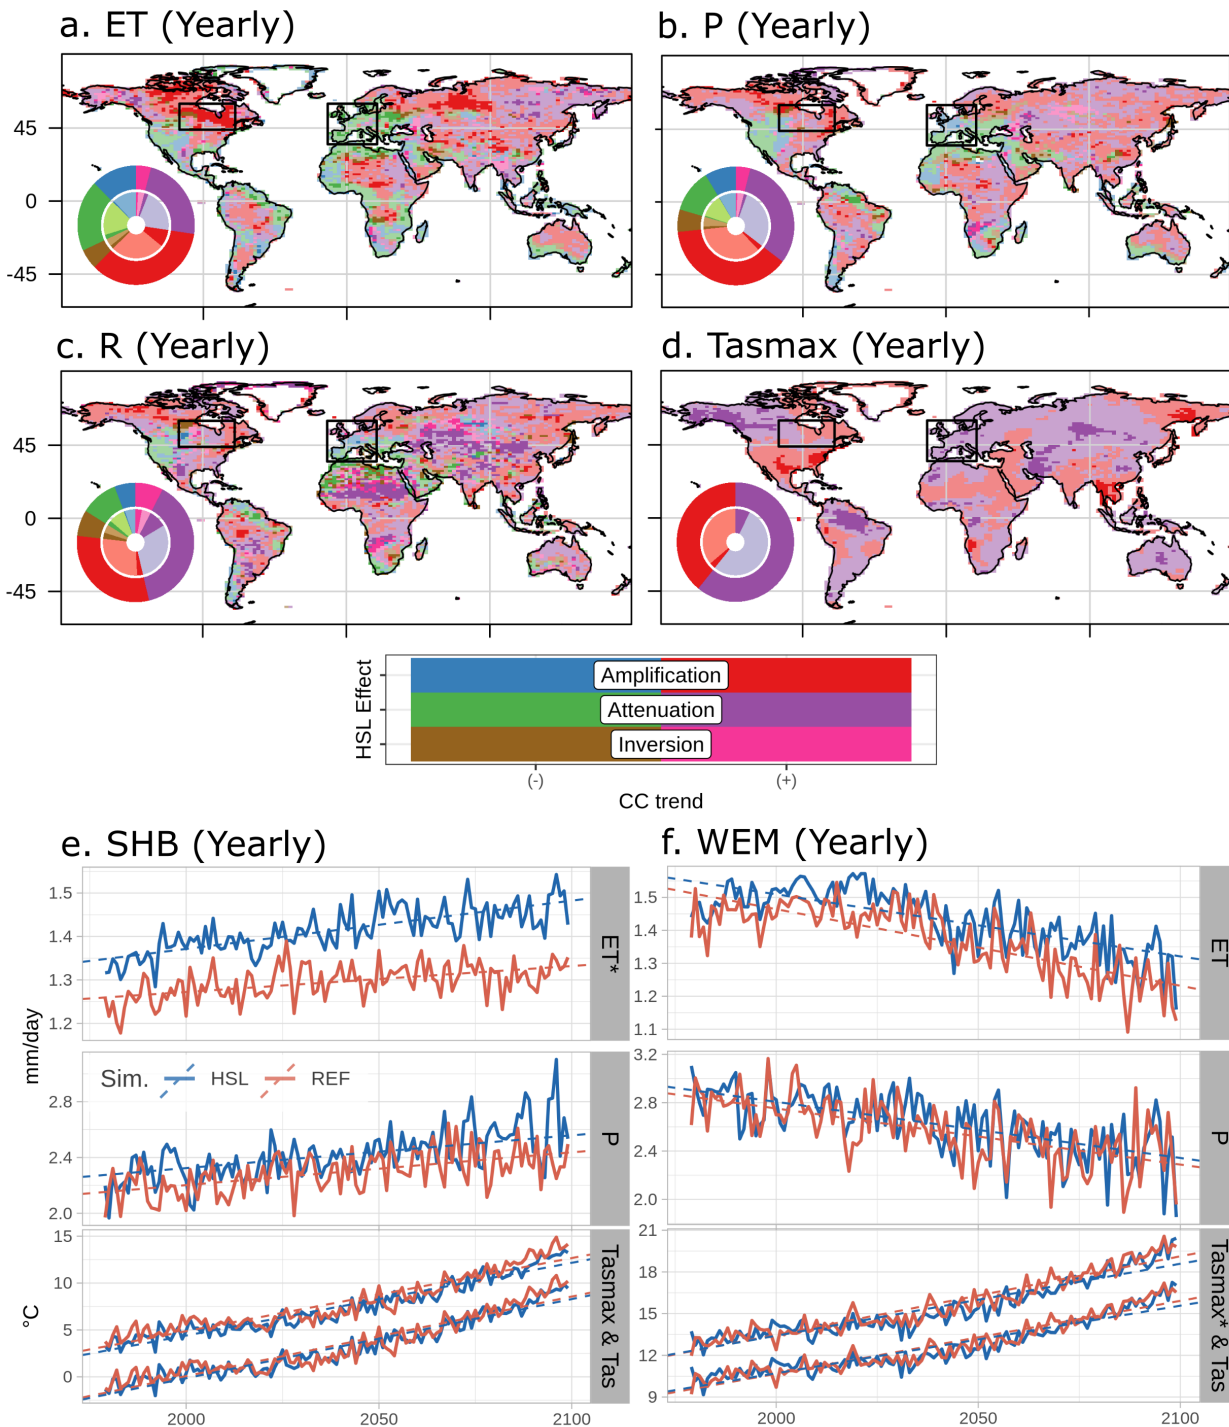 a. ET (Yearly)
b. P (Yearly)
45
0
-45
c. R (Yearly)
d. Tasmax (Yearly)
45
0
-45
HSL Effect
Amplification
Attenuation
Inversion
(-)
(+)
CC trend
e. SHB (Yearly)
f. WEM (Yearly)
mm/day
1.5
1.4
1.3
1.2
ET*
1.5
1.4
1.3
1.2
1.1
ET
Sim.
HSL
REF
2.8
2.4
2.0
P
3.2
2.8
2.4
2.0
P
°C
15
10
5
0
Tasmax & Tas
21
18
15
12
9
Tasmax* & Tas
2000
2050
2100
2000
2050
2100